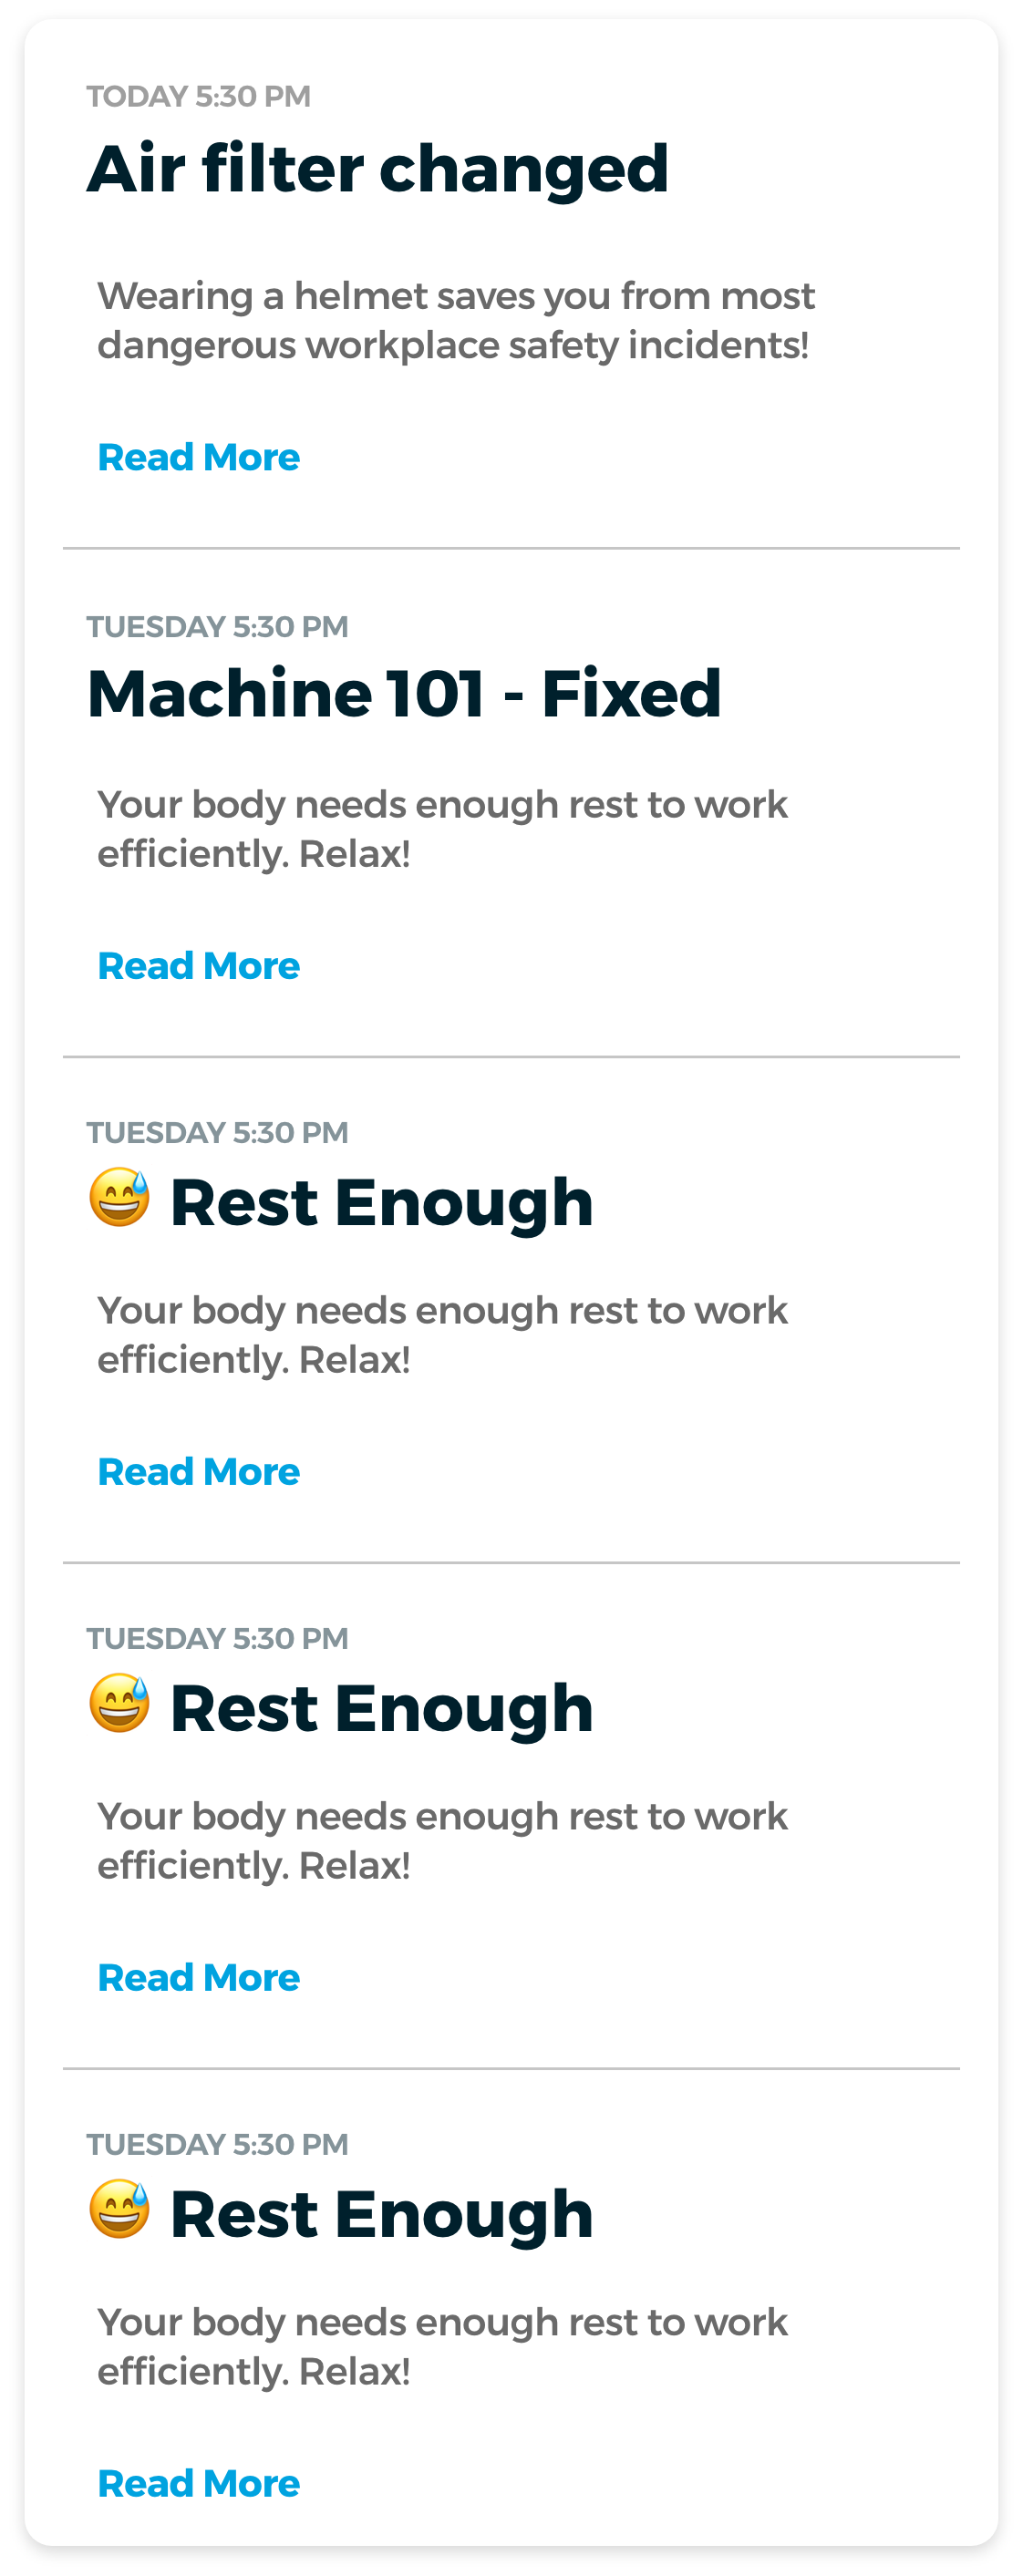 TODAY 5:30 PM
Air filter changed
Wearing a helmet saves you from most
dangerous workplace safety incidents!
Read More
TUESDAY 5:30 PM
Machine 101 - Fixed
Your body needs enough rest to work
efficiently. Relax!
Read More
TUESDAY 5:30 PM
😅 Rest Enough
Your body needs enough rest to work
efficiently. Relax!
Read More
TUESDAY 5:30 PM
😅 Rest Enough
Your body needs enough rest to work
efficiently. Relax!
Read More
TUESDAY 5:30 PM
😅 Rest Enough
Your body needs enough rest to work
efficiently. Relax!
Read More